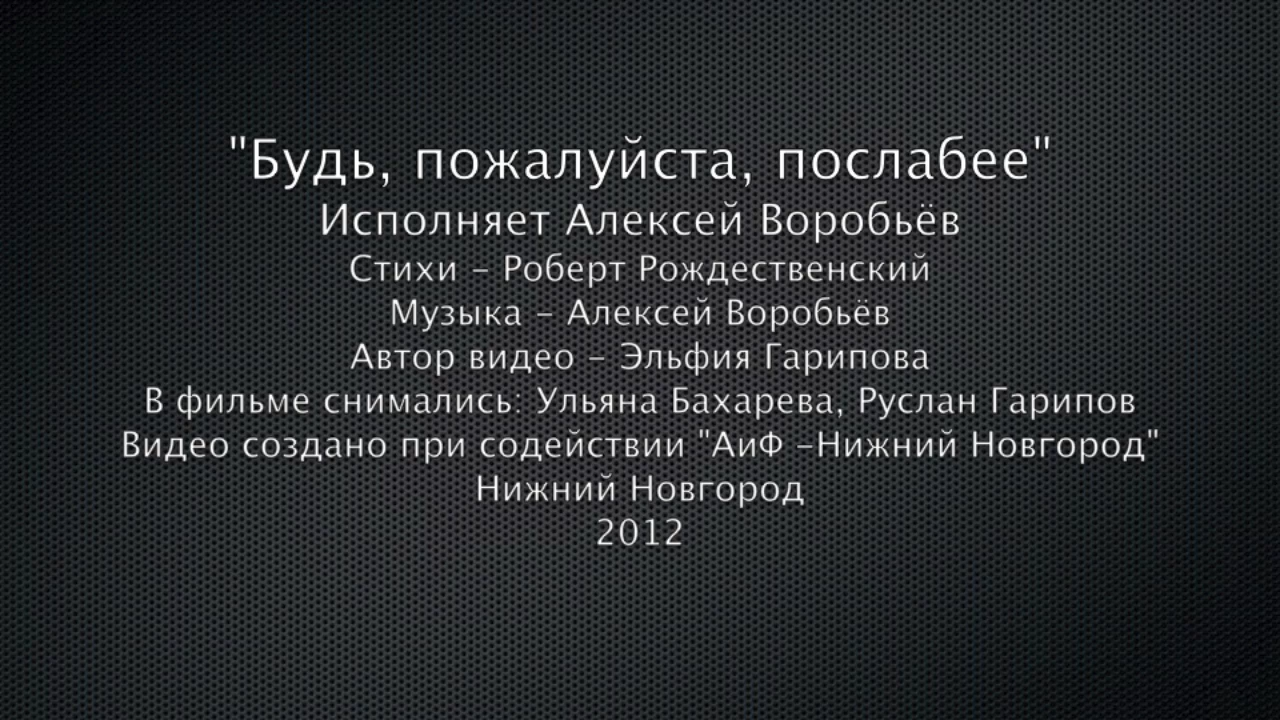 "Будь, пожалуйста, послабее"
Исполняет Алексей Воробьёв
Стихи – Роберт Рождественский
Музыка – Алексей Воробьёв
Автор видео – Эльфия Гарипова
В фильме снимались: Ульяна Бахарева, Руслан Гарипов
Видео создано при содействии "АиФ –Нижний Новгород"
Нижний Новгород
2012